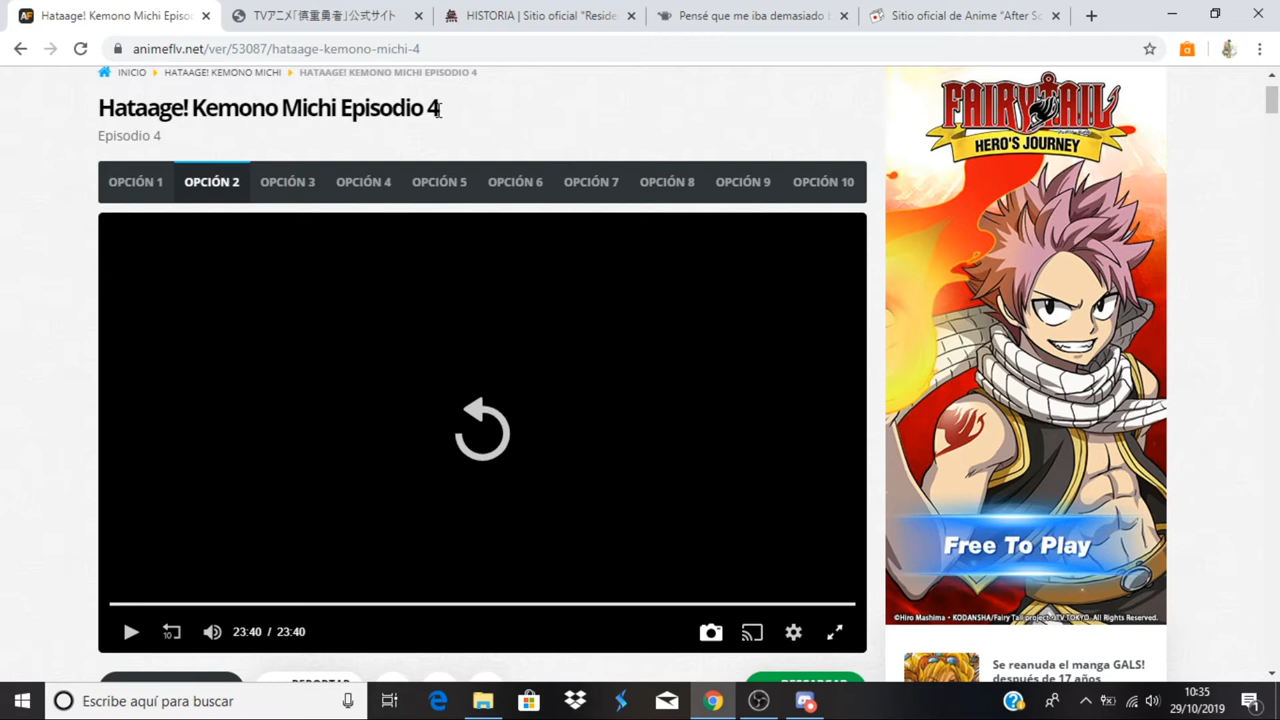 Hataage! Kemono Michi Episoc
TVアニメ「慎重勇者」公式サイト
HISTORIA | Sitio oficial "Reside
Pensé que me iba demasiado b
Sitio oficial de Anime "After Sc
animeflv.net/ver/53087/hataage-kemono-michi-4
INICIO HATAAGE! KEMONO MICHI HATAAGE! KEMONO MICHI EPISODIO 4
Hataage! Kemono Michi Episodio 4
Episodio 4
OPCIÓN 1 OPCIÓN 2 OPCIÓN 3 OPCIÓN 4 OPCIÓN 5 OPCIÓN 6 OPCIÓN 7 OPCIÓN 8 OPCIÓN 9 OPCIÓN 10
FAIRY TAIL
HERO'S JOURNEY
Free To Play
©Hiro Mashima • KODANSHA/Fairy Tail project • TV TOKYO. All Rights Reserved.
10
23:40 / 23:40
REPORTAR
DESCARGAR
Se reanuda el manga GALS!
después de 17 años
Escribe aquí para buscar
10:35
29/10/2019
1